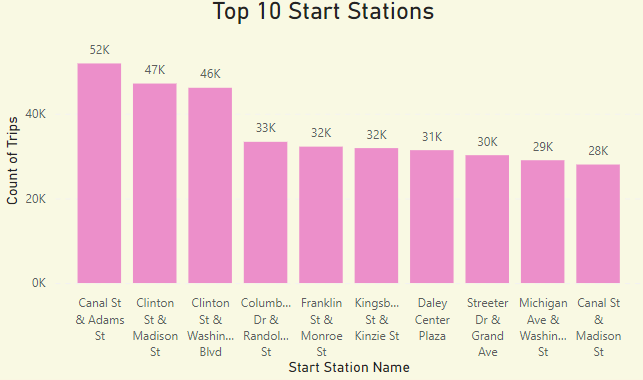 Top 10 Start Stations
52K
47K
46K
33K
32K
32K
31K
30K
29K
28K
40K
20K
0K
Count of Trips
Canal St
& Adams
St
Clinton
St &
Madison
St
Clinton
St &
Washin...
Blvd
Columb...
Dr &
Randol...
St
Franklin
St &
Monroe
St
Kingsb...
St &
Kinzie St
Daley
Center
Plaza
Streeter
Dr &
Grand
Ave
Michigan
Ave &
Washin...
St
Canal St
&
Madison
St
Start Station Name